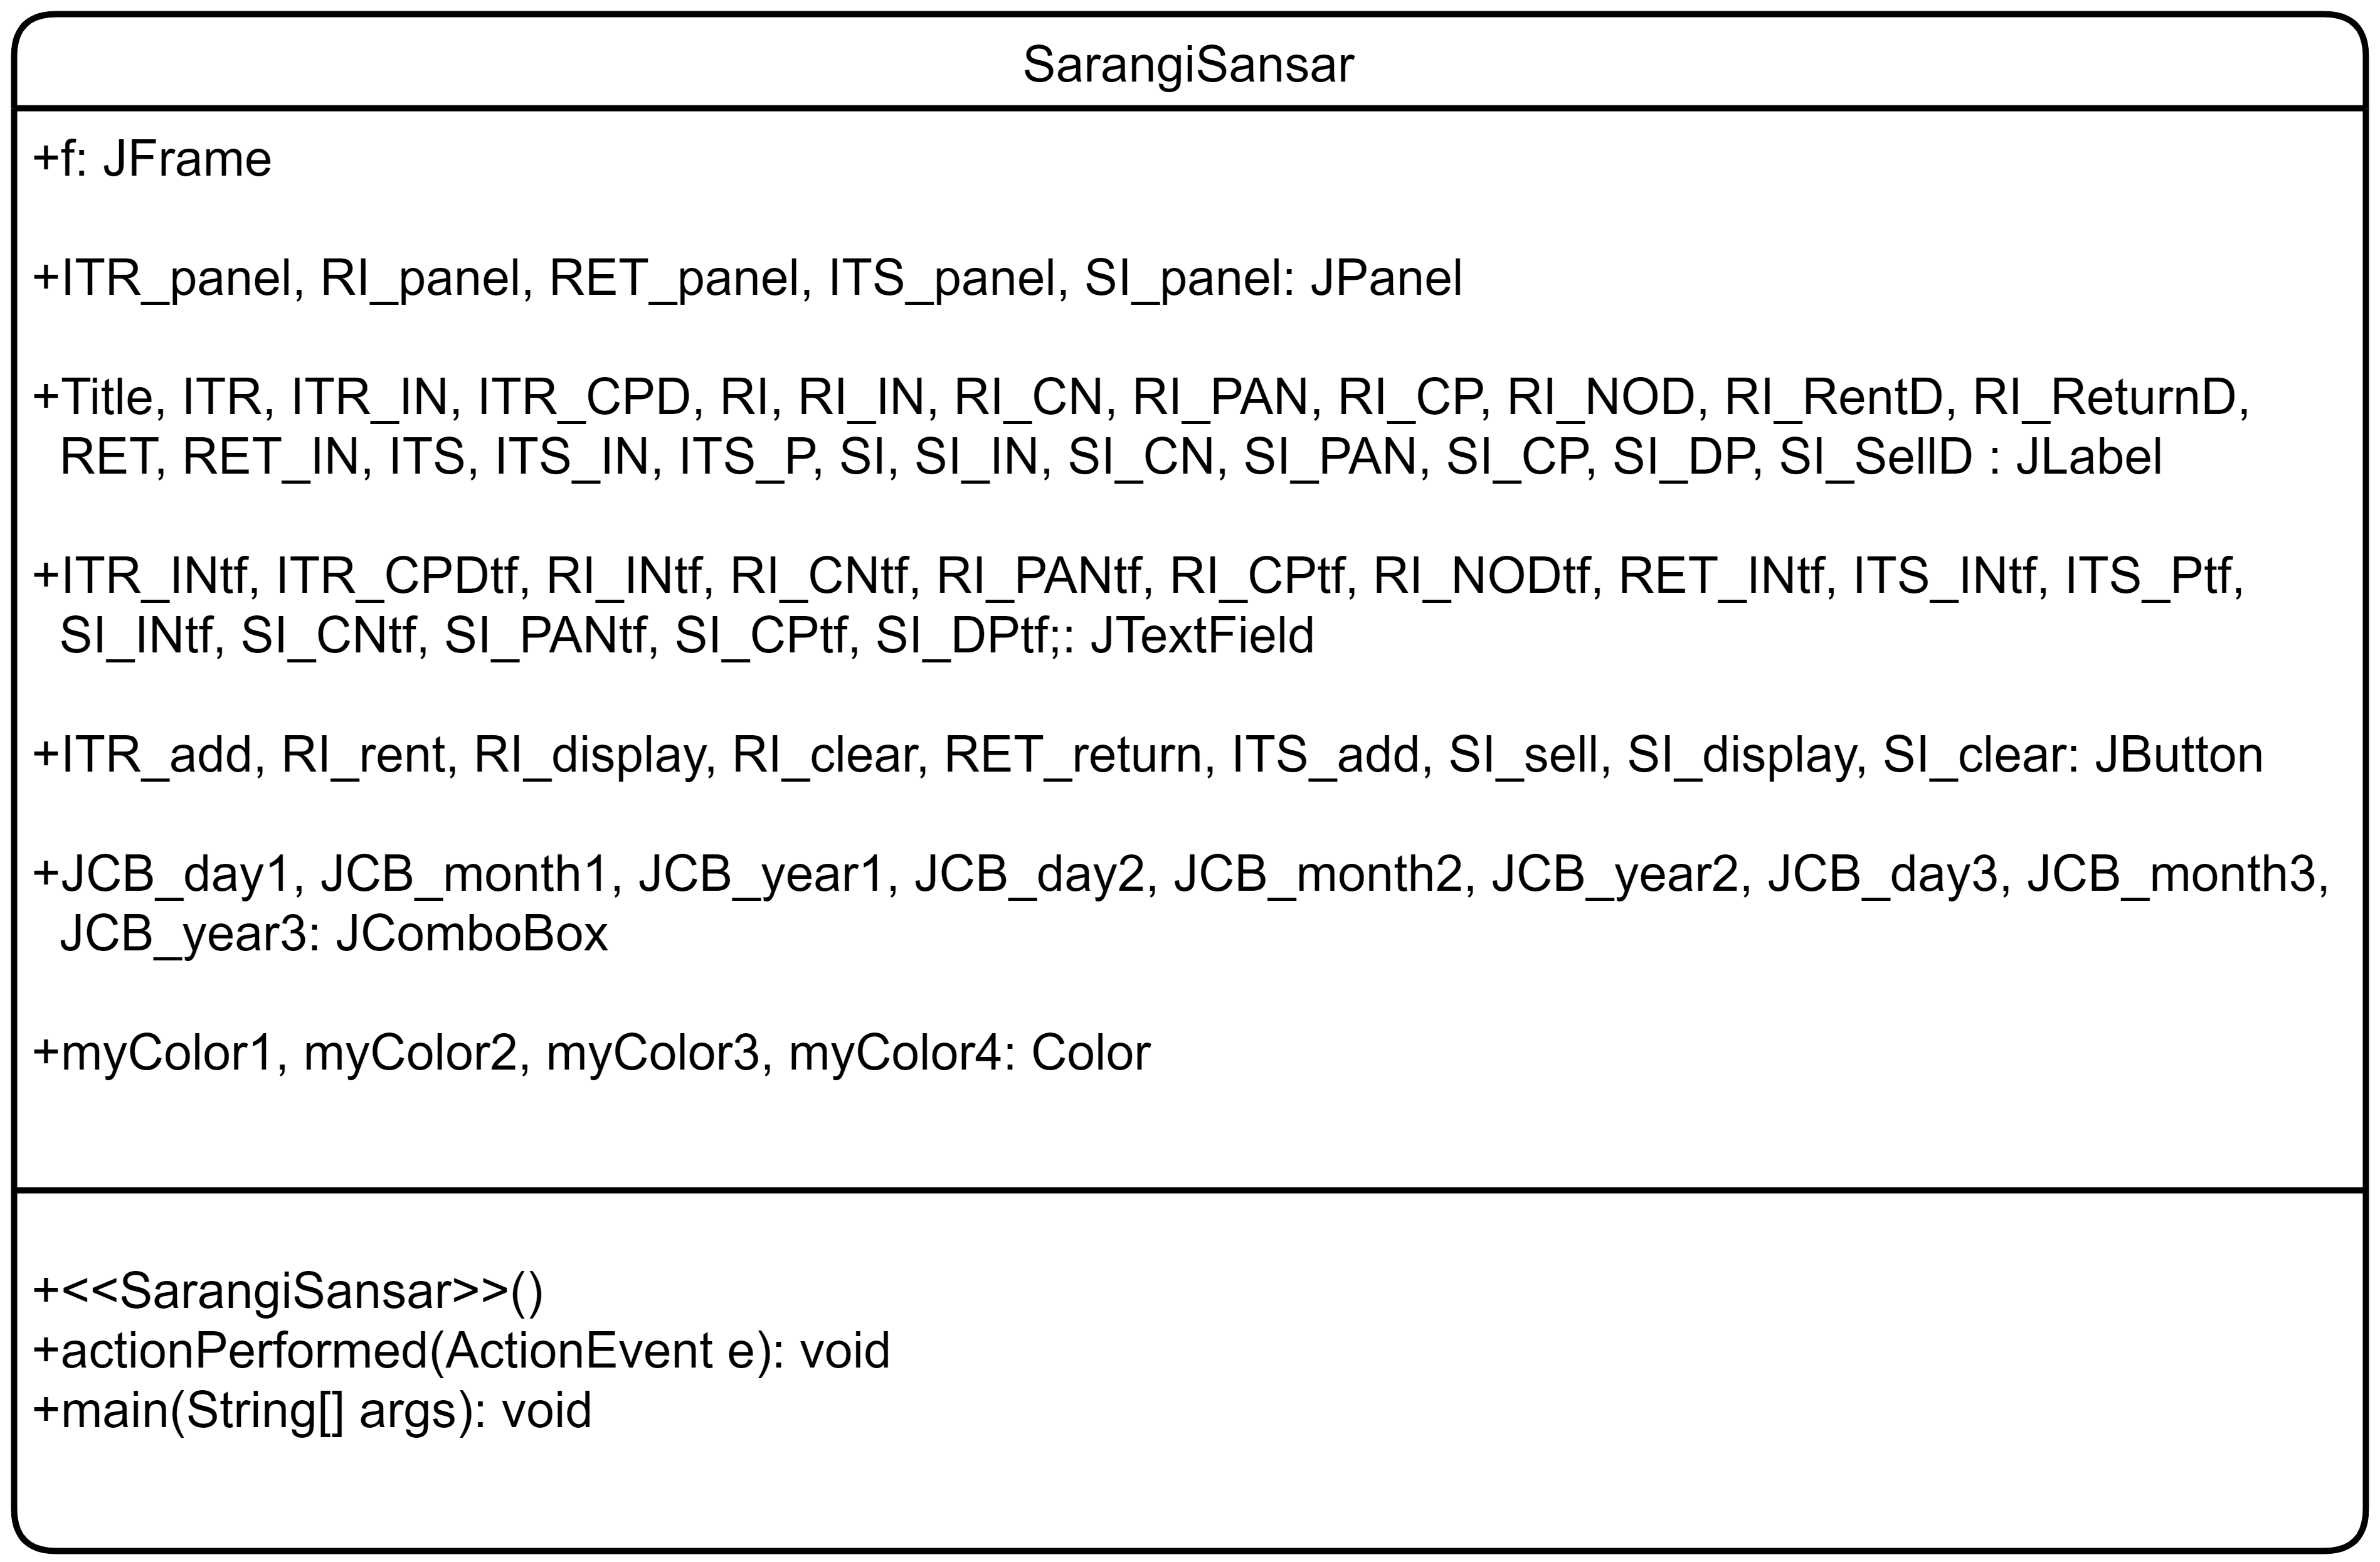 SarangiSansar
+f: JFrame
+ITR_panel, RI_panel, RET_panel, ITS_panel, SI_panel: JPanel
+Title, ITR, ITR_IN, ITR_CPD, RI, RI_IN, RI_CN, RI_PAN, RI_CP, RI_NOD, RI_RentD, RI_ReturnD,
RET, RET_IN, ITS, ITS_IN, ITS_P, SI, SI_IN, SI_CN, SI_PAN, SI_CP, SI_DP, SI_SellD : JLabel
+ITR_INtf, ITR_CPDtf, RI_INtf, RI_CNtf, RI_PANtf, RI_CPtf, RI_NODtf, RET_INtf, ITS_INtf, ITS_Ptf,
SI_INtf, SI_CNtf, SI_PANtf, SI_CPtf, SI_DPtf;: JTextField
+ITR_add, RI_rent, RI_display, RI_clear, RET_return, ITS_add, SI_sell, SI_display, SI_clear: JButton
+JCB_day1, JCB_month1, JCB_year1, JCB_day2, JCB_month2, JCB_year2, JCB_day3, JCB_month3,
JCB_year3: JComboBox
+myColor1, myColor2, myColor3, myColor4: Color
+<<SarangiSansar>>()
+actionPerformed(ActionEvent e): void
+main(String[] args): void